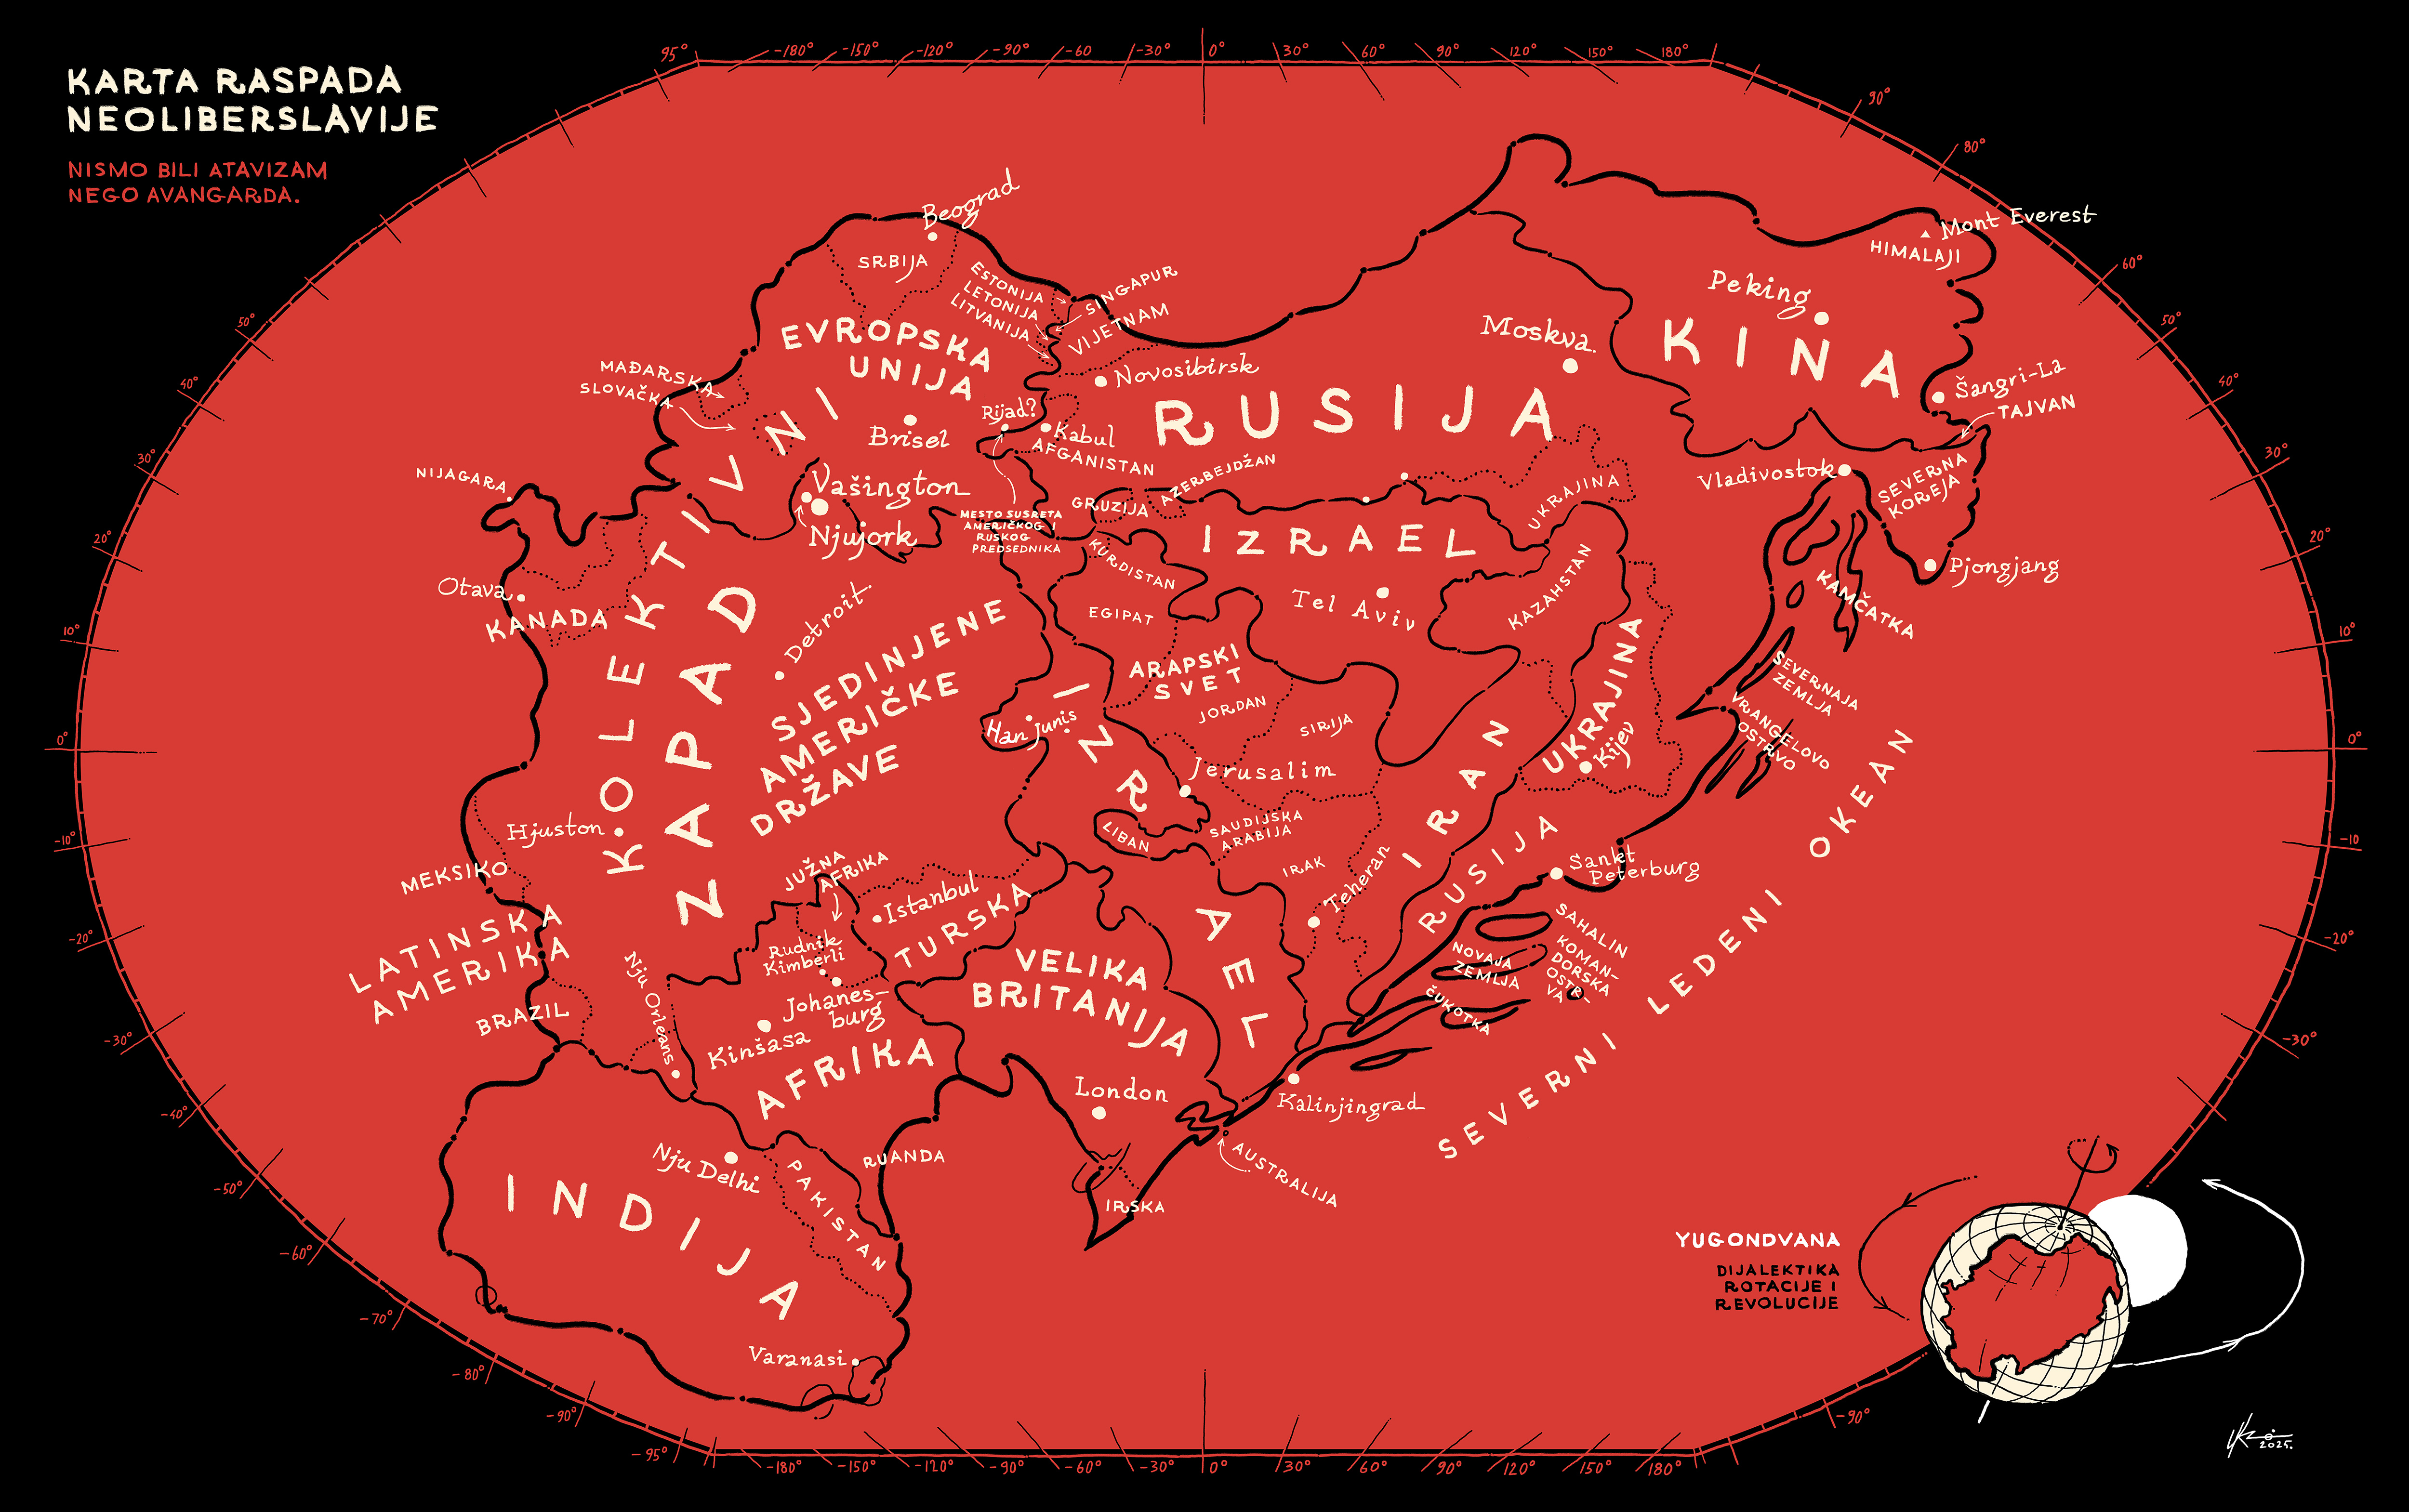 KARTA RASPADA
NEOLIBERSLAVIJE
NISMO BILI ATAVIZAM
NEGO AVANGARDA.
95° -180° -150° -120° -90° -60 -30° 0° 30° 60° 90° 120° 150° 180°
90°
80°
60°
50°
40°
30°
20°
10°
0°
-10
-20°
-30°
50°
40°
30°
20°
10°
0°
-10°
-20°
-30°
-40°
-50°
-60°
-70°
-80°
-90°
-95°
Beograd
SRBIJA
ESTONIJA
LETONIJA
LITVANIJA
SINGAPUR
VIJETNAM
EVROPSKA
UNIJA
MAĐARSKA
SLOVAČKA
Brisel
Rijad?
Kabul
AFGANISTAN
Novosibirsk
RUSIJA
Moskva
KINA
Peking
HIMALAJI
Mont Everest
Šangri-La
TAJVAN
Vladivostok
SEVERNA
KOREJA
Pjongjang
KAMČATKA
NIJAGARA
Vašington
Njujork
MESTO SUSRETA
AMERIČKOG I
RUSKOG
PREDSEDNIKA
GRUZIJA
AZERBEJDŽAN
IZRAEL
Tel Aviv
UKRAJINA
KAZAHSTAN
KURDISTAN
EGIPAT
Otava
KANADA
KOLEKTIVNI
ZAPAD
Detroit
SJEDINJENE
AMERIČKE
DRŽAVE
Han Junis
ARAPSKI
SVET
JORDAN
SIRIJA
Jerusalim
LIBAN
SAUDIJSKA
ARABIJA
IRAK
Teheran
IRAN
UKRAJINA
Kijev
SEVERNAJA
ZEMLJA
VRANGELOVO
OSTRVO
SEVERNI LEDENI OKEAN
RUSIJA
Sankt
Peterburg
SAHALIN
KOMAN-
DORSKA
OSTR-
VA
NOVAJA
ZEMLJA
ČUKOTKA
Hjuston
MEKSIKO
LATINSKA
AMERIKA
BRAZIL
Nju Orleans
JUŽNA
AFRIKA
Istanbul
TURSKA
Rudnik
Kimberli
Johanes-
burg
Kinšasa
AFRIKA
VELIKA
BRITANIJA
London
IZRAEL
Kalinjingrad
AUSTRALIJA
IRSKA
RUANDA
Nju Delhi
PAKISTAN
INDIJA
Varanasi
YUGONDVANA
DIJALEKTIKA
ROTACIJE I
REVOLUCIJE
-90°
2025.
-180° -150° -120° -90° -60° -30° 0° 30° 60° 90° 120° 150° 180°